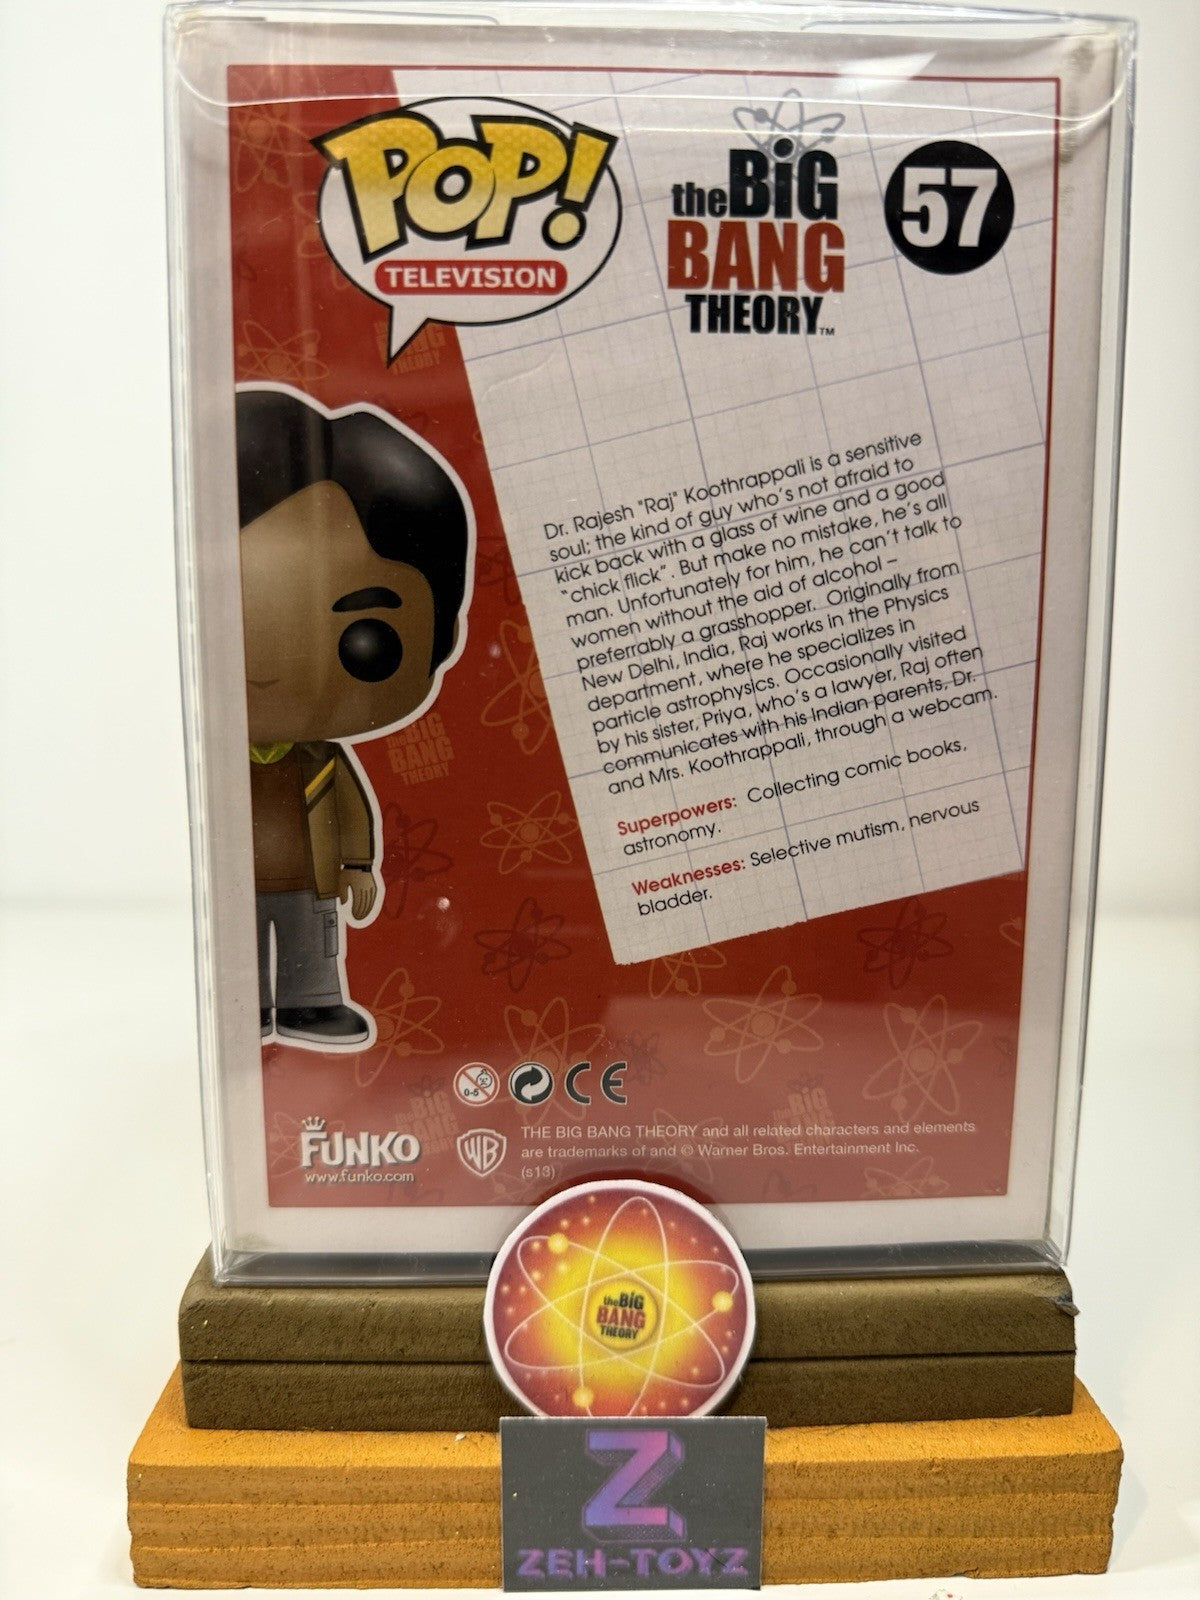 POP!
TELEVISION
the BiG
BANG
THEORY™
57
Dr. Rajesh "Raj" Koothrappali is a sensitive
soul; the kind of guy who's not afraid to
kick back with a glass of wine and a good
"chick flick". But make no mistake, he's all
man. Unfortunately for him, he can't talk to
women without the aid of alcohol –
preferrably a grasshopper. Originally from
New Delhi, India, Raj works in the Physics
department, where he specializes in
particle astrophysics. Occasionally visited
by his sister, Priya, who's a lawyer, Raj often
communicates with his Indian parents, Dr.
and Mrs. Koothrappali, through a webcam.
Superpowers: Collecting comic books,
astronomy.
Weaknesses: Selective mutism, nervous
bladder.
0-5
CE
FUNKO
www.funko.com
WB
THE BIG BANG THEORY and all related characters and elements
are trademarks of and © Warner Bros. Entertainment Inc.
(s13)
the BiG
BANG
THEORY
Z
ZEH-TOYZ